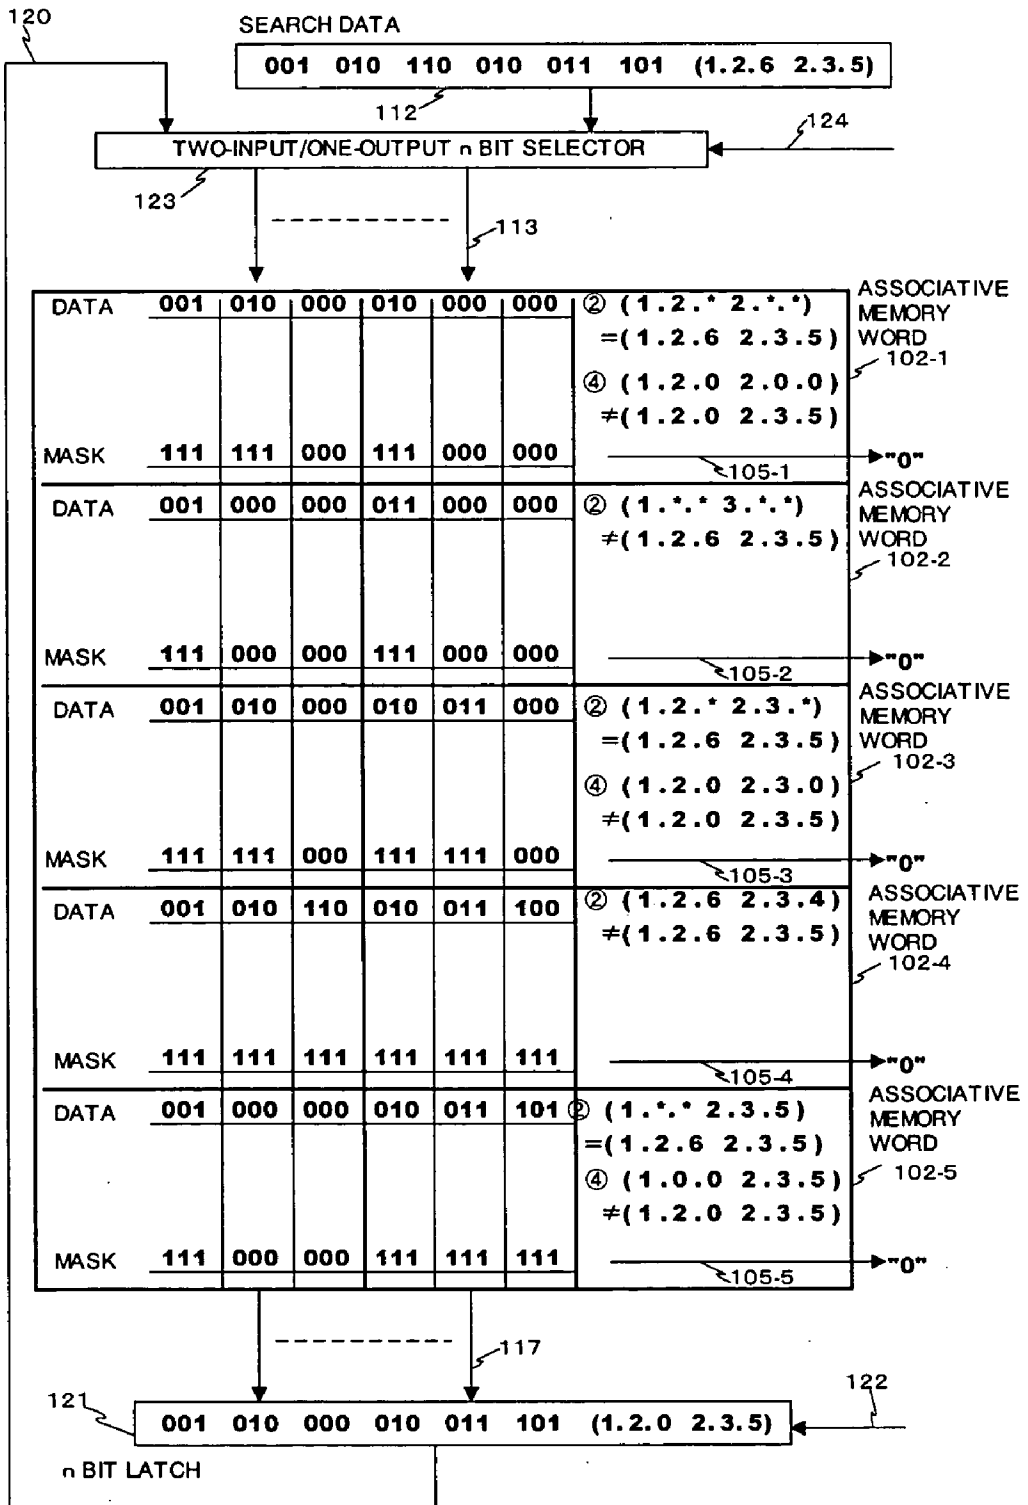 120
SEARCH DATA
001 010 110 010 011 101 (1.2.6 2.3.5)
112
124
TWO-INPUT/ONE-OUTPUT n BIT SELECTOR
123
113
DATA 001 010 000 010 000 000 ② (1.2.* 2.*.*)
=(1.2.6 2.3.5)
④ (1.2.0 2.0.0)
≠(1.2.0 2.3.5)
ASSOCIATIVE
MEMORY
WORD
102-1
MASK 111 111 000 111 000 000 "0"
105-1
DATA 001 000 000 011 000 000 ② (1.*.* 3.*.*)
≠(1.2.6 2.3.5)
ASSOCIATIVE
MEMORY
WORD
102-2
MASK 111 000 000 111 000 000 "0"
105-2
DATA 001 010 000 010 011 000 ② (1.2.* 2.3.*)
=(1.2.6 2.3.5)
④ (1.2.0 2.3.0)
≠(1.2.0 2.3.5)
ASSOCIATIVE
MEMORY
WORD
102-3
MASK 111 111 000 111 111 000 "0"
105-3
DATA 001 010 110 010 011 100 ② (1.2.6 2.3.4)
≠(1.2.6 2.3.5)
ASSOCIATIVE
MEMORY
WORD
102-4
MASK 111 111 111 111 111 111 "0"
105-4
DATA 001 000 000 010 011 101 ② (1.*.* 2.3.5)
=(1.2.6 2.3.5)
④ (1.0.0 2.3.5)
≠(1.2.0 2.3.5)
ASSOCIATIVE
MEMORY
WORD
102-5
MASK 111 000 000 111 111 111 "0"
105-5
117
121
122
001 010 000 010 011 101 (1.2.0 2.3.5)
n BIT LATCH